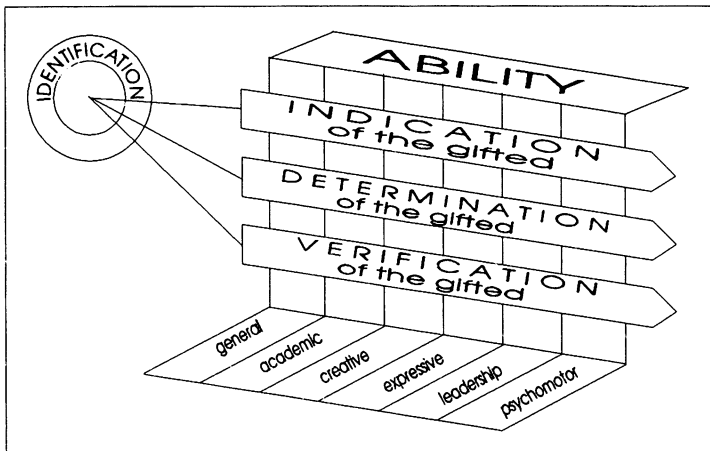 IDENTIFICATION
ABILITY
INDICATION
of the gifted
DETERMINATION
of the gifted
VERIFICATION
of the gifted
general
academic
creative
expressive
leadership
psychomotor